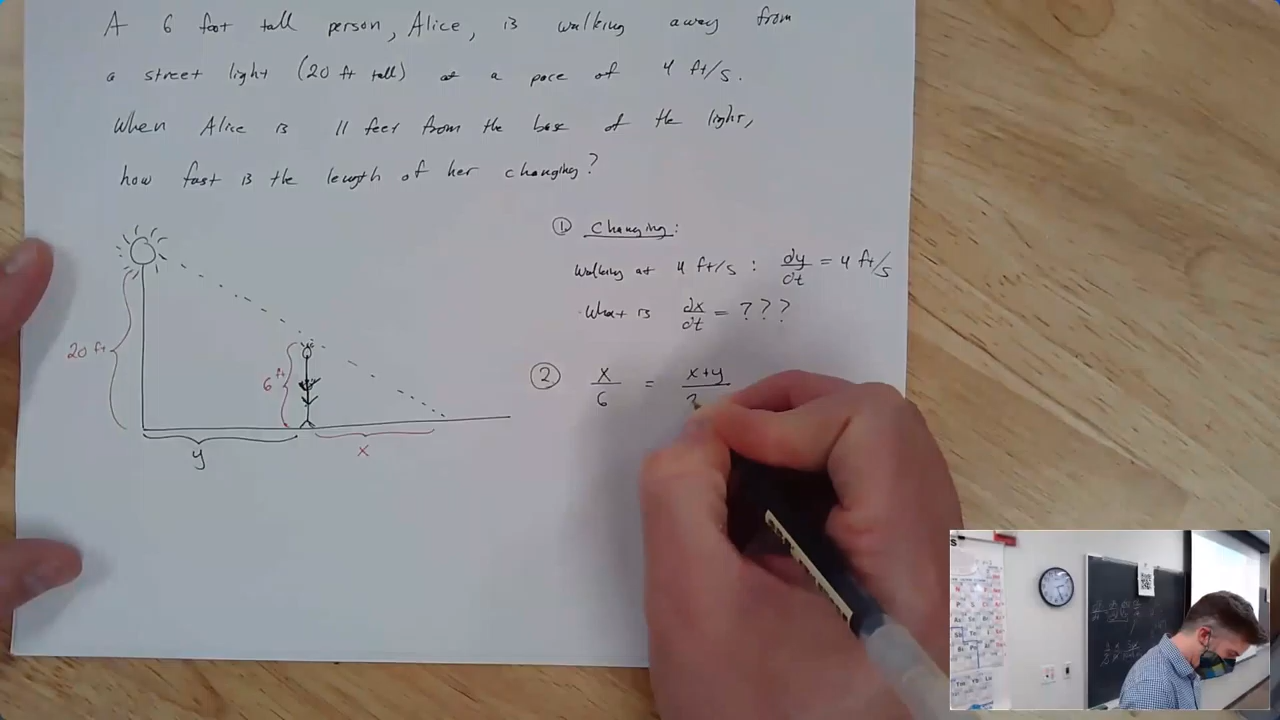 A 6 foot tall person, Alice, is walking away from
a street light (20 ft tall) at a pace of 4 ft/s.
When Alice is 11 feet from the base of the light,
how fast is the length of her changing?
① Changing:
Walking at 4 ft/s : dy/dt = 4 ft/s
What is dx/dt = ???
20 ft
6 ft
y
x
② x/6 = x+y/2